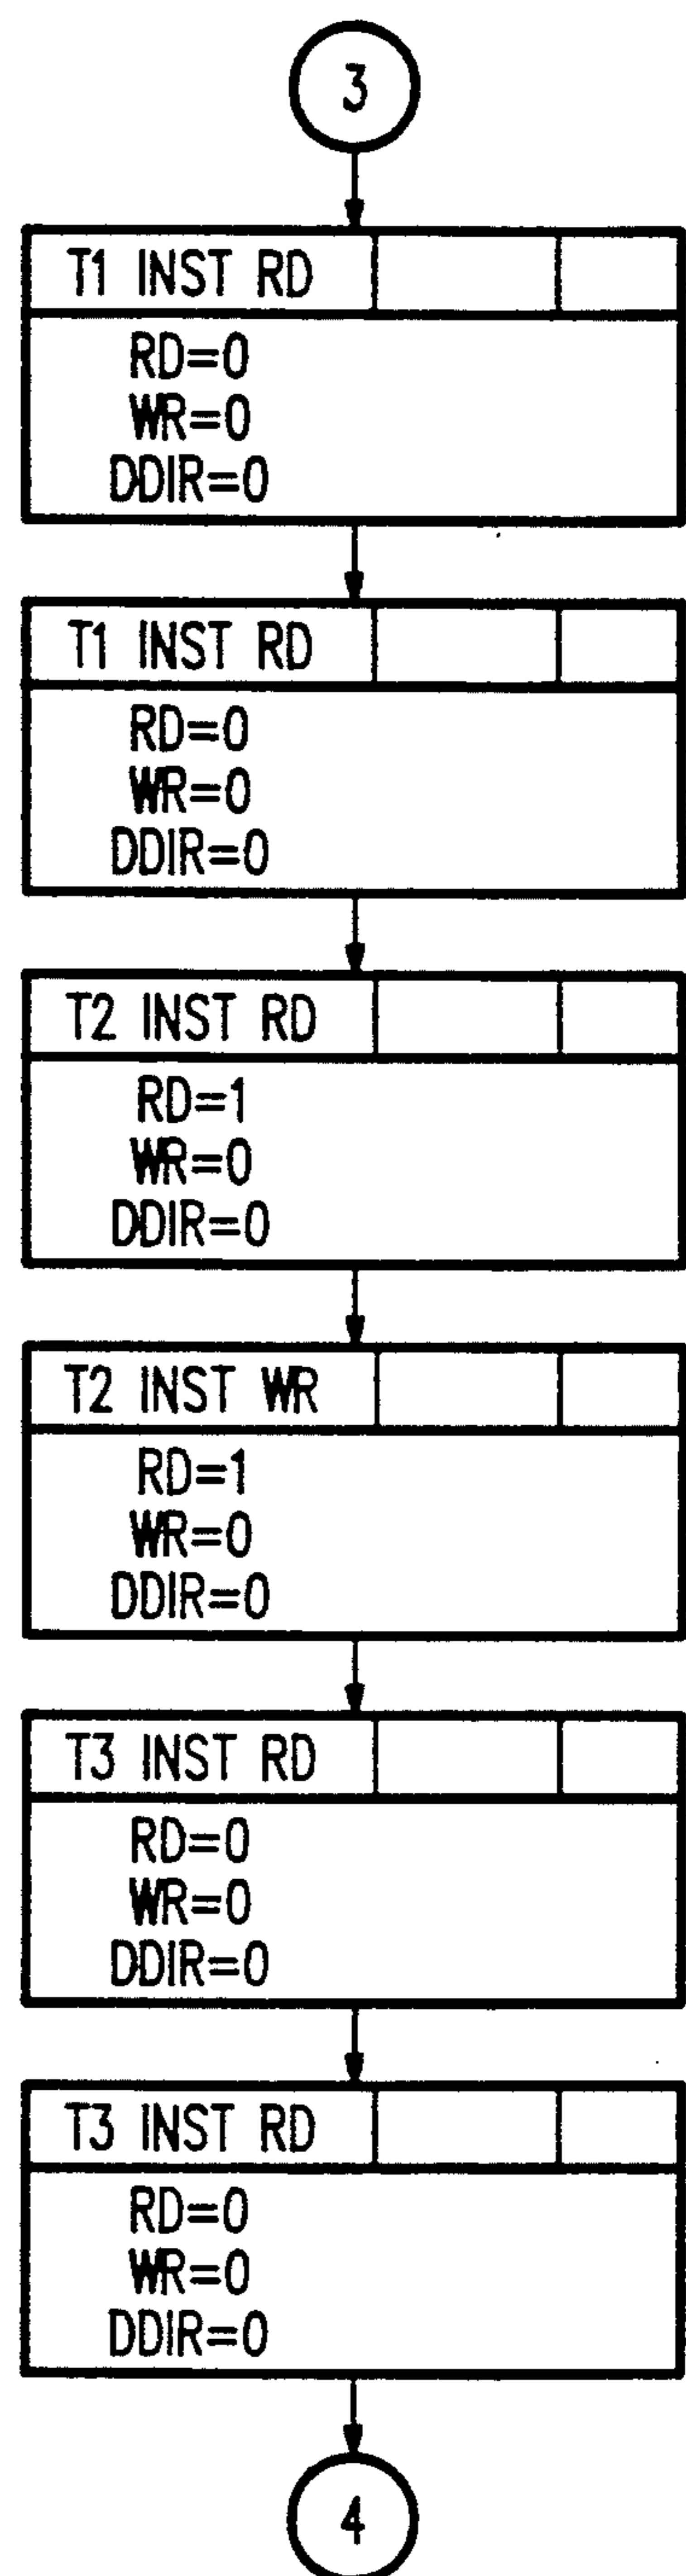 3
T1 INST RD
RD=0
WR=0
DDIR=0
T1 INST RD
RD=0
WR=0
DDIR=0
T2 INST RD
RD=1
WR=0
DDIR=0
T2 INST WR
RD=1
WR=0
DDIR=0
T3 INST RD
RD=0
WR=0
DDIR=0
T3 INST RD
RD=0
WR=0
DDIR=0
4